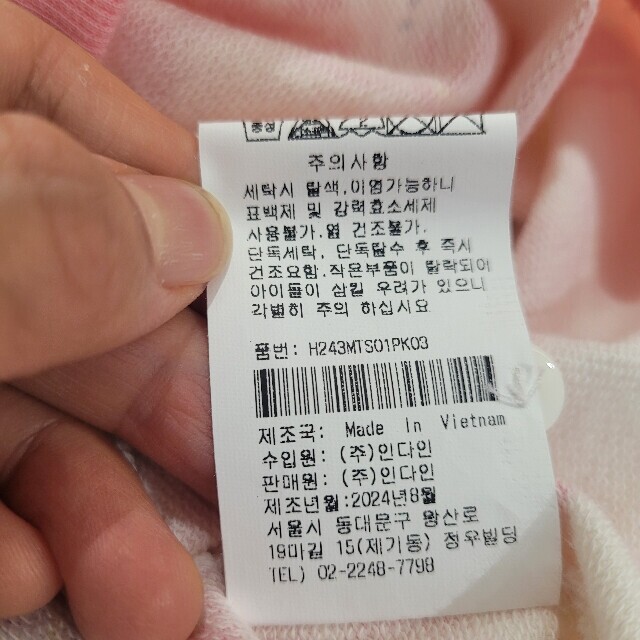 중성
주의사항
세탁시 탈색,이염가능하니
표백제 및 강력효소세제
사용불가.열 건조불가.
단독세탁, 단독탈수 후 즉시
건조요함.작은부품이 탈락되어
아이들이 삼킬 우려가 있으니
각별히 주의 하십시요
품번: H243MTS01PK03
제조국: Made In Vietnam
수입원: (주)인다인
판매원: (주)인다인
제조년월:2024년8월
서울시 동대문구 왕산로
19마길 15(제기동) 정우빌딩
TEL) 02-2248-7798